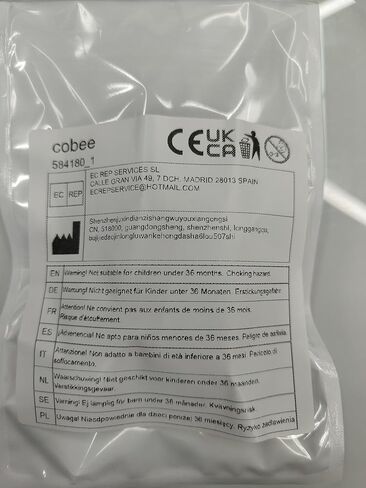 cobee
584180_1
CE UK CA
EC REP
EC REP SERVICES SL
CALLE GRAN VIA 49, 7 DCH. MADRID 28013 SPAIN
ECREPSERVICE@HOTMAIL.COM
Shenzhenjuxindianzishangwuyouxiangongsi
CN, 518000, guangdongsheng, shenzhenshi, longgangqu,
EN Warning! Not suitable for children under 36 months. Choking hazard.
DE Warnung! Nicht geeignet für Kinder unter 36 Monaten. Erstickungsgefahr.
FR Attention! Ne convient pas aux enfants de moins de 36 mois.
Risque d'étouffement.
ES ¡Advertencia! No apto para niños menores de 36 meses. Peligro de asfixia.
IT Attenzione! Non adatto a bambini di età inferiore a 36 mesi. Pericolo di
soffocamento.
NL Waarschuwing! Niet geschikt voor kinderen onder 36 maanden.
Verstikkingsgevaar.
SE Varning! Ej lämplig för barn under 36 månader. Kvävningsrisk.
PL Uwaga! Nieodpowiednie dla dzieci poniżej 36 miesięcy. Ryzyko zadławienia